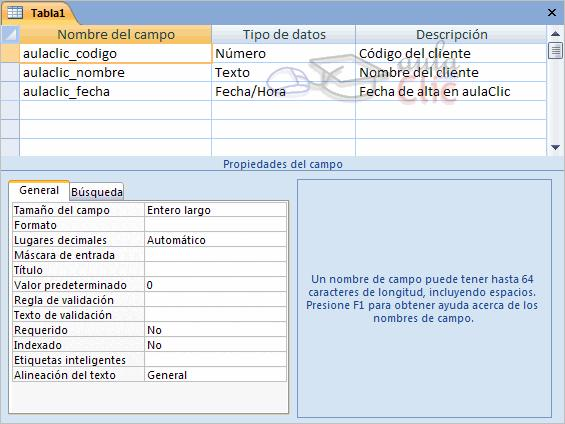 Tabla1
Nombre del campo Tipo de datos Descripción
aulaclic_codigo Número Código del cliente
aulaclic_nombre Texto Nombre del cliente
aulaclic_fecha Fecha/Hora Fecha de alta en aulaClic
aula
Clic
Propiedades del campo
General Búsqueda
Tamaño del campo Entero largo
Formato
Lugares decimales Automático
Máscara de entrada
Título
Valor predeterminado 0
Regla de validación
Texto de validación
Requerido No
Indexado No
Etiquetas inteligentes
Alineación del texto General
Un nombre de campo puede tener hasta 64
caracteres de longitud, incluyendo espacios.
Presione F1 para obtener ayuda acerca de los
nombres de campo.